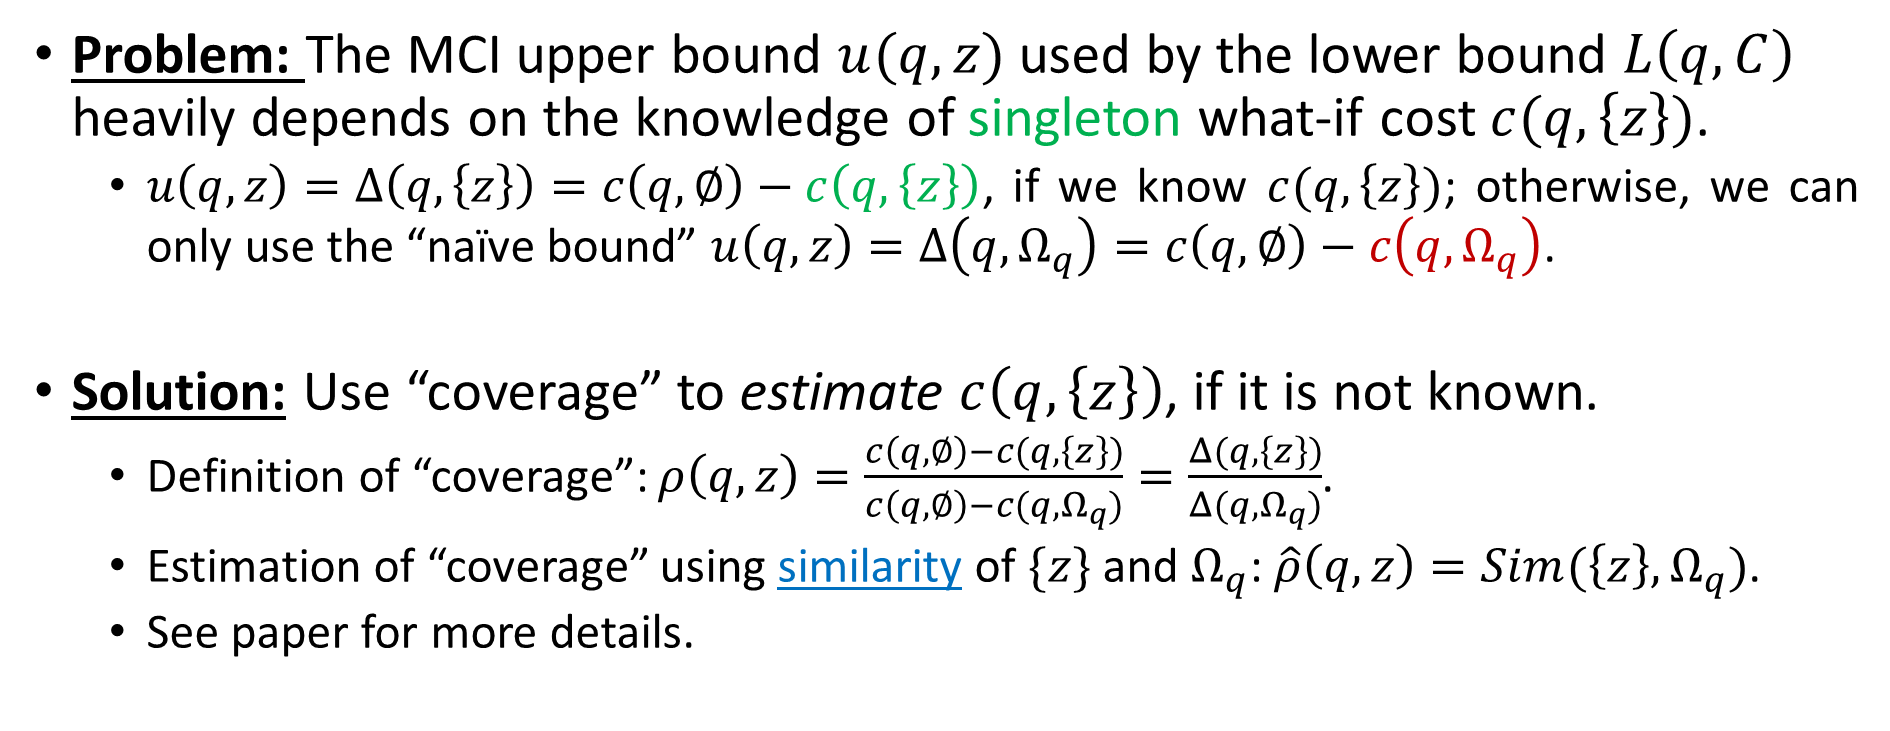 • Problem: The MCI upper bound 𝑢(𝑞, 𝑧) used by the lower bound 𝐿(𝑞, 𝐶)
heavily depends on the knowledge of singleton what-if cost 𝑐(𝑞, {𝑧}).
• 𝑢(𝑞, 𝑧) = Δ(𝑞, {𝑧}) = 𝑐(𝑞, ∅) − 𝑐(𝑞, {𝑧}), if we know 𝑐(𝑞, {𝑧}); otherwise, we can
only use the “naïve bound” 𝑢(𝑞, 𝑧) = Δ(𝑞, Ω_𝑞) = 𝑐(𝑞, ∅) − 𝑐(𝑞, Ω_𝑞).
• Solution: Use “coverage” to estimate 𝑐(𝑞, {𝑧}), if it is not known.
• Definition of “coverage”: 𝜌(𝑞, 𝑧) = (𝑐(𝑞,∅)−𝑐(𝑞,{𝑧}))/(𝑐(𝑞,∅)−𝑐(𝑞,Ω_𝑞)) = Δ(𝑞,{𝑧})/Δ(𝑞,Ω_𝑞).
• Estimation of “coverage” using similarity of {𝑧} and Ω_𝑞: 𝜌̂(𝑞, 𝑧) = 𝑆𝑖𝑚({𝑧}, Ω_𝑞).
• See paper for more details.